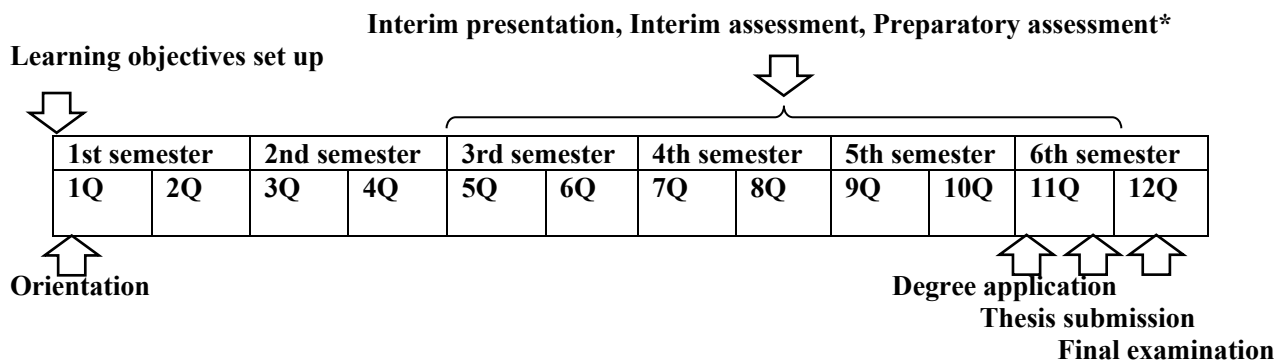 Interim presentation, Interim assessment, Preparatory assessment*
Learning objectives set up
1st semester 2nd semester 3rd semester 4th semester 5th semester 6th semester
1Q 2Q 3Q 4Q 5Q 6Q 7Q 8Q 9Q 10Q 11Q 12Q
Orientation Degree application
Thesis submission
Final examination